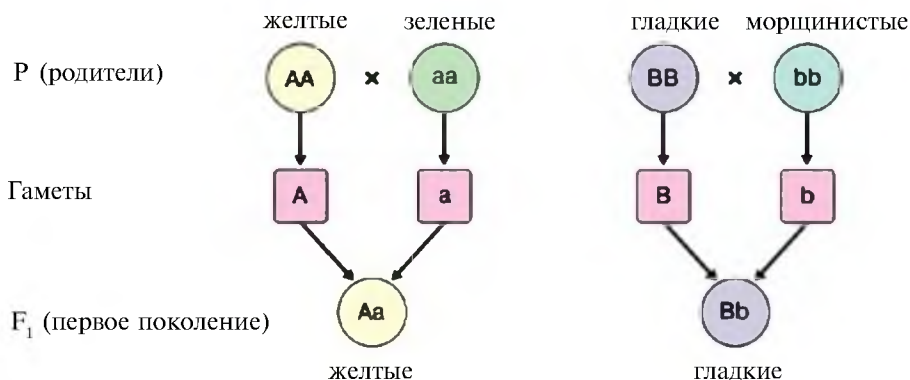 желтые зеленые гладкие морщинистые
P (родители) AA × aa BB × bb
Гаметы A a B b
F₁ (первое поколение) Aa Bb
желтые гладкие